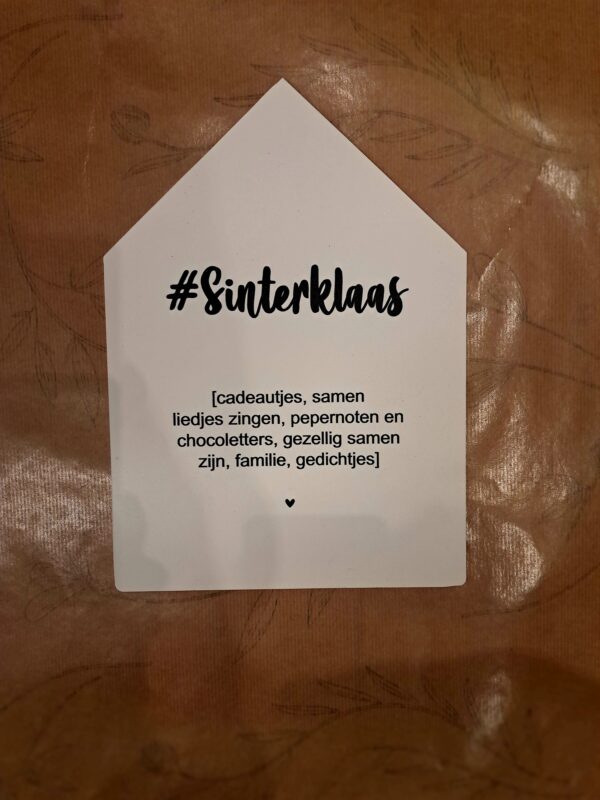 #Sinterklaas
[cadeautjes, samen
liedjes zingen, pepernoten en
chocoletters, gezellig samen
zijn, familie, gedichtjes]